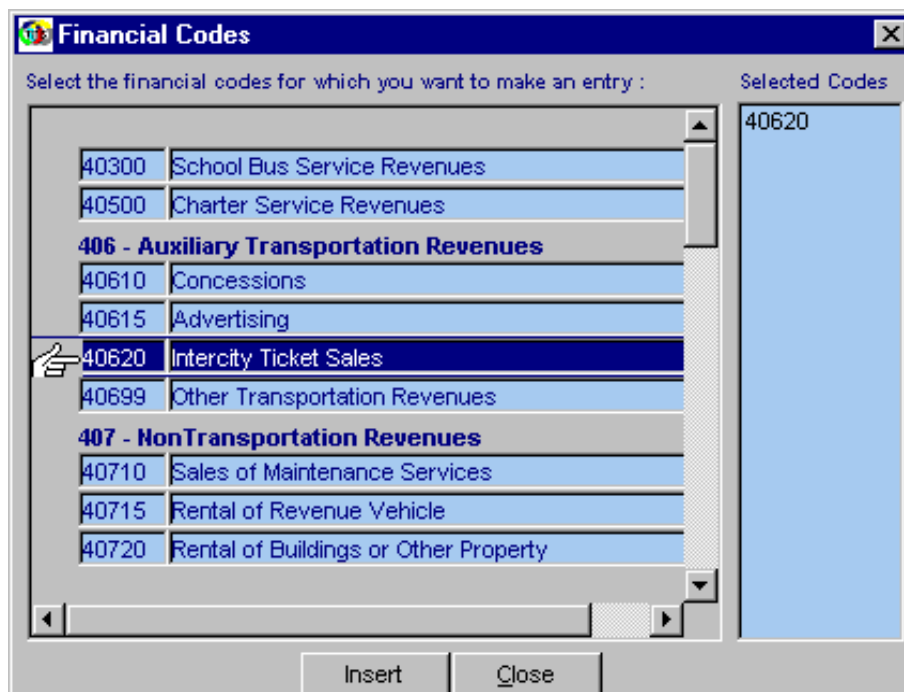 Financial Codes
Select the financial codes for which you want to make an entry :
Selected Codes
40620
40300 School Bus Service Revenues
40500 Charter Service Revenues
406 - Auxiliary Transportation Revenues
40610 Concessions
40615 Advertising
40620 Intercity Ticket Sales
40699 Other Transportation Revenues
407 - NonTransportation Revenues
40710 Sales of Maintenance Services
40715 Rental of Revenue Vehicle
40720 Rental of Buildings or Other Property
Insert Close